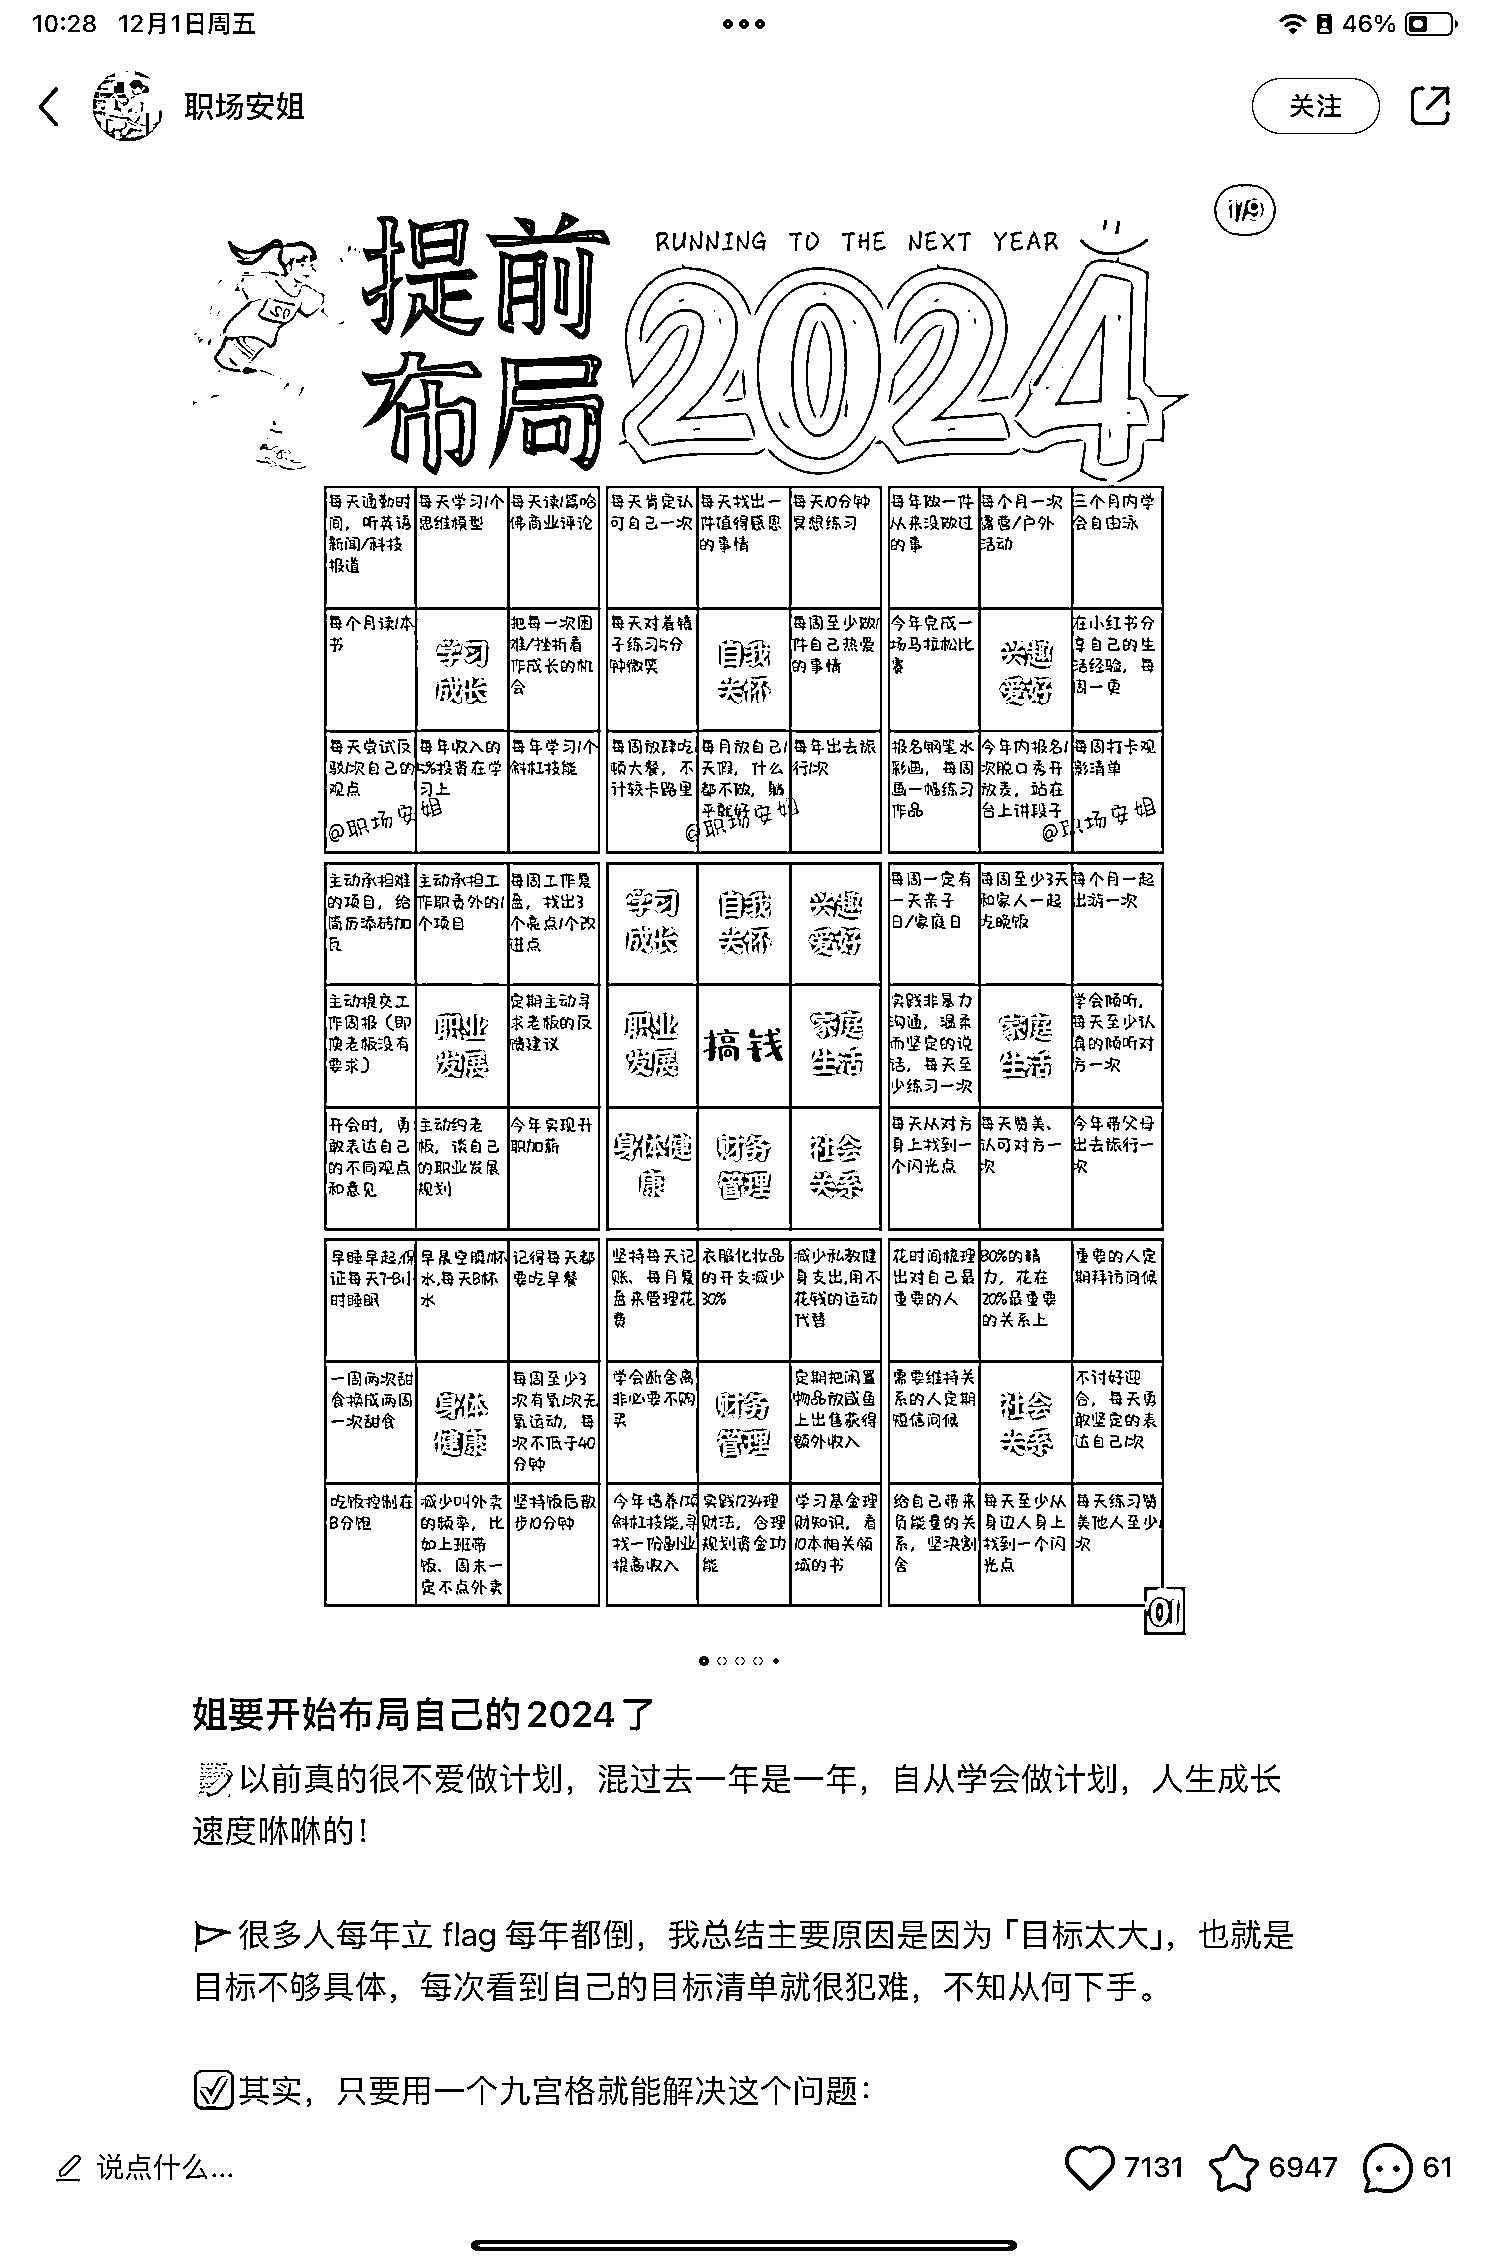 10:28 12月1日周五
46%
职场安姐
关注
1/9
提前
布局
RUNNING TO THE NEXT YEAR
2024
每天通勤时
间，听英语
新闻/科技
报道
每天学习1个
思维模型
每天读1篇哈
佛商业评论
每天肯定认
可自己一次
每天找出一
件值得感恩
的事情
每天10分钟
冥想练习
每年做一件
从来没做过
的事
每个月一次
露营/户外
活动
三个月内学
会自由泳
每个月读1本
书
学习
成长
把每一次困
难/挫折看
作成长的机
会
每天对着镜
子练习5分
钟微笑
自我
关怀
每周至少做1
件自己热爱
的事情
今年完成一
场马拉松比
赛
兴趣
爱好
在小红书分
享自己的生
活经验，每
周一更
每天尝试反
驳1次自己的
观点
每年收入的
5%投资在学
习上
每年学习1个
斜杠技能
每周放肆吃1
顿大餐，不
计较卡路里
每月放自己1
天假，什么
都不做，躺
平就好
每年出去旅
行1次
报名钢笔水
彩画，每周
画一幅练习
作品
今年内报名1
次脱口秀开
放麦，站在
台上讲段子
每周打卡观
影清单
@职场安姐
@职场安姐
@职场安姐
主动承担难
的项目，给
简历添砖加
瓦
主动承担工
作职责外的1
个项目
每周工作复
盘，找出3
个亮点1个改
进点
学习
成长
自我
关怀
兴趣
爱好
每周一定有
一天亲子
日/家庭日
每周至少3天
和家人一起
吃晚饭
每个月一起
出游一次
主动提交工
作周报（即
使老板没有
要求）
职业
发展
定期主动寻
求老板的反
馈建议
职业
发展
搞钱
家庭
生活
实践非暴力
沟通，温柔
而坚定的说
话，每天至
少练习一次
家庭
生活
学会倾听，
每天至少认
真的倾听对
方一次
开会时，勇
敢表达自己
的不同观点
和意见
主动约老
板，谈自己
的职业发展
规划
今年实现升
职加薪
身体健
康
财务
管理
社会
关系
每天从对方
身上找到一
个闪光点
每天赞美、
认可对方一
次
今年带父母
出去旅行一
次
早睡早起,保
证每天7-8小
时睡眠
早晨空腹1杯
水,每天8杯
水
记得每天都
要吃早餐
坚持每天记
账、每月复
盘来管理花
费
衣服化妆品
的开支减少
30%
减少私教健
身支出,用不
花钱的运动
代替
花时间梳理
出对自己最
重要的人
80%的精
力，花在
20%最重要
的关系上
重要的人定
期拜访问候
一周两次甜
食换成两周
一次甜食
身体
健康
每周至少3
次有氧1次无
氧运动，每
次不低于40
分钟
学会断舍离
非必要不购
买
财务
管理
定期把闲置
物品放咸鱼
上出售获得
额外收入
需要维持关
系的人定期
短信问候
社会
关系
不讨好迎
合，每天勇
敢坚定的表
达自己1次
吃饭控制在
8分饱
减少叫外卖
的频率，比
如上班带
饭、周末一
定不点外卖
坚持饭后散
步10分钟
今年培养1项
斜杠技能,寻
找一份副业
提高收入
实践1234理
财法，合理
规划资金功
能
学习基金理
财知识，看
10本相关领
域的书
给自己带来
负能量的关
系，坚决割
舍
每天至少从
身边人身上
找到一个闪
光点
每天练习赞
美他人至少1
次
01
姐要开始布局自己的2024了
以前真的很不爱做计划，混过去一年是一年，自从学会做计划，人生成长
速度咻咻的！
很多人每年立 flag 每年都倒，我总结主要原因是因为「目标太大」，也就是
目标不够具体，每次看到自己的目标清单就很犯难，不知从何下手。
其实，只要用一个九宫格就能解决这个问题：
说点什么...
7131
6947
61